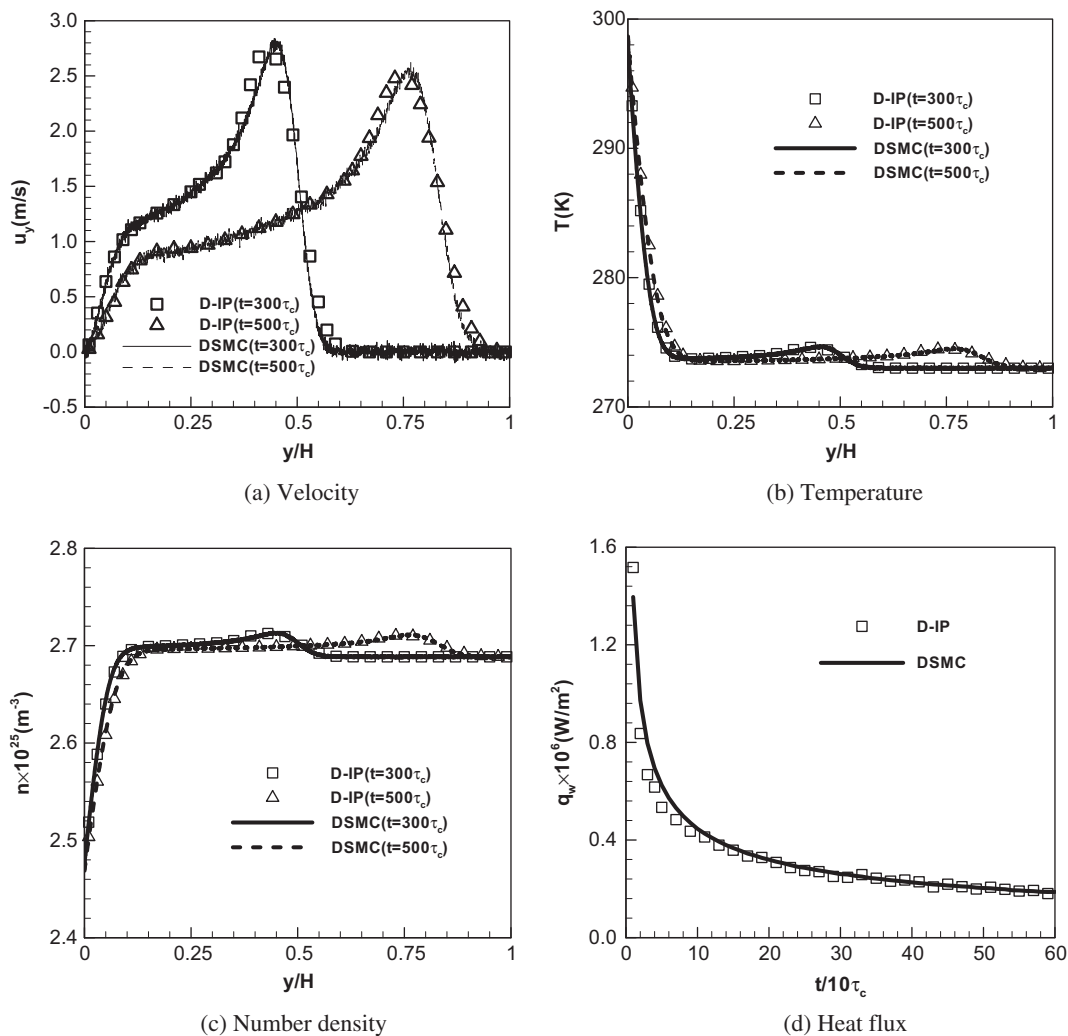 3.0
2.5
2.0
1.5
1.0
0.5
0.0
-0.5
u_y(m/s)
D-IP(t=300τ_c)
D-IP(t=500τ_c)
DSMC(t=300τ_c)
DSMC(t=500τ_c)
0 0.25 0.5 0.75 1
y/H
(a) Velocity
300
290
280
270
T(K)
D-IP(t=300τ_c)
D-IP(t=500τ_c)
DSMC(t=300τ_c)
DSMC(t=500τ_c)
0 0.25 0.5 0.75 1
y/H
(b) Temperature
2.8
2.7
2.6
2.5
2.4
n×10^25(m^-3)
D-IP(t=300τ_c)
D-IP(t=500τ_c)
DSMC(t=300τ_c)
DSMC(t=500τ_c)
0 0.25 0.5 0.75 1
y/H
(c) Number density
1.6
1.2
0.8
0.4
0.0
q_w×10^6(W/m^2)
D-IP
DSMC
0 10 20 30 40 50 60
t/10τ_c
(d) Heat flux